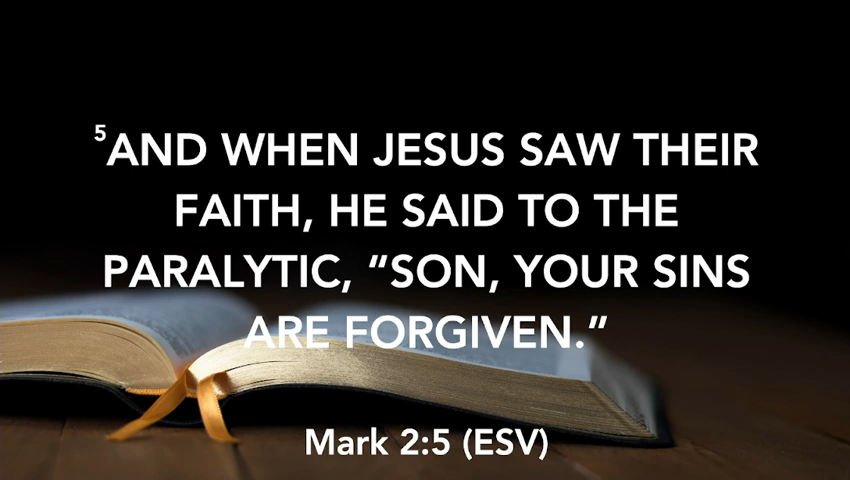 ⁵AND WHEN JESUS SAW THEIR
FAITH, HE SAID TO THE
PARALYTIC, “SON, YOUR SINS
ARE FORGIVEN.”
Mark 2:5 (ESV)